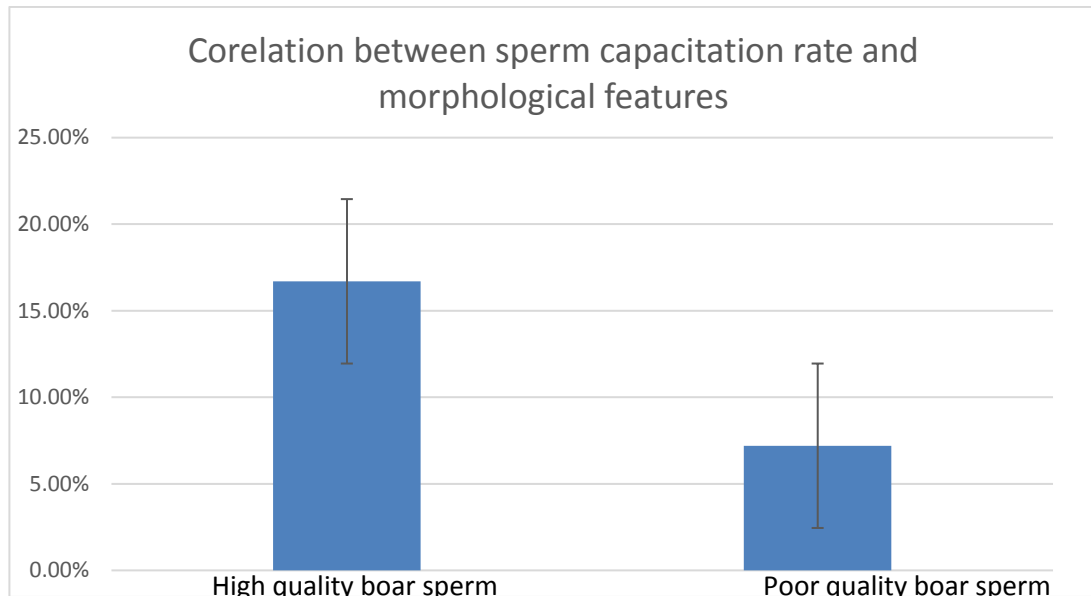 Corelation between sperm capacitation rate and
morphological features
25.00%
20.00%
15.00%
10.00%
5.00%
0.00%
High quality boar sperm
Poor quality boar sperm